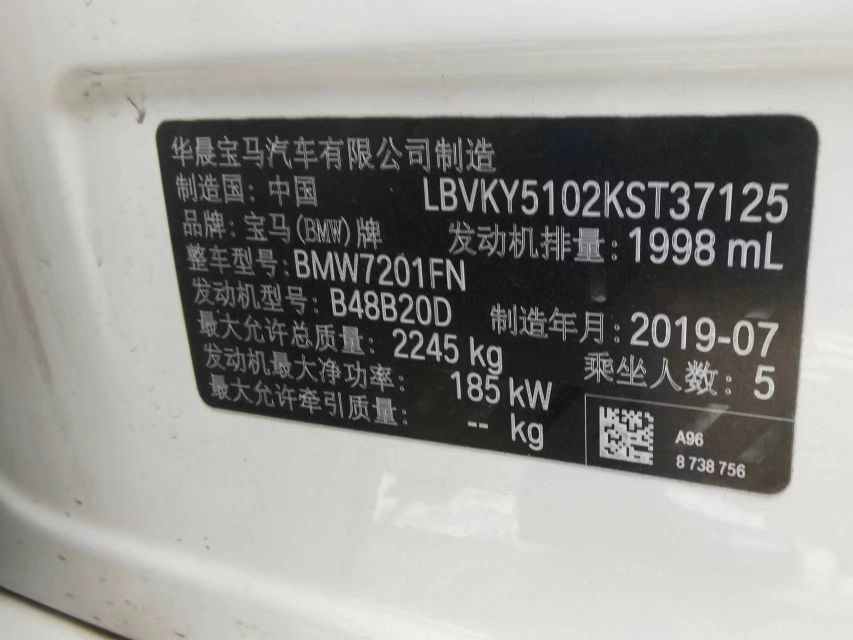 华晨宝马汽车有限公司制造
制造国：中国 LBVKY5102KST37125
品牌：宝马(BMW)牌 发动机排量：1998 mL
整车型号：BMW7201FN
发动机型号：B48B20D 制造年月：2019-07
最大允许总质量：2245 kg 乘坐人数：5
发动机最大净功率：185 kW
最大允许牵引质量：-- kg
A96
8 738 756